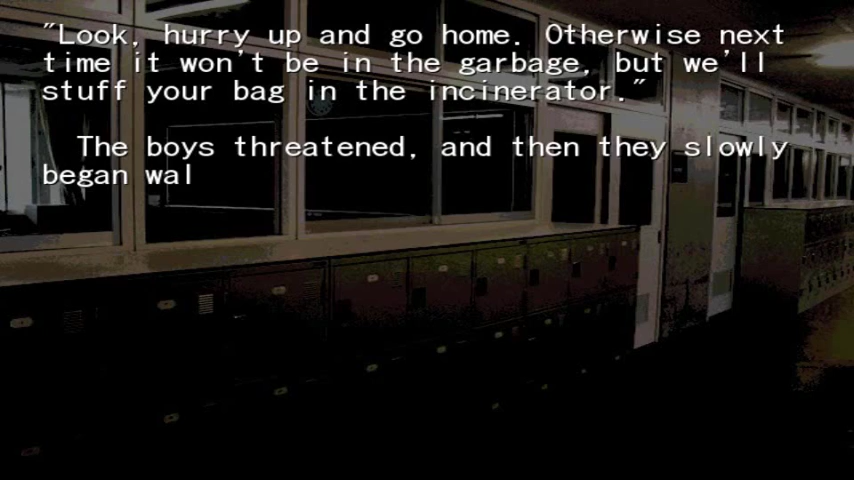 "Look, hurry up and go home. Otherwise next
time it won't be in the garbage, but we'll
stuff your bag in the incinerator."
The boys threatened, and then they slowly
began wal